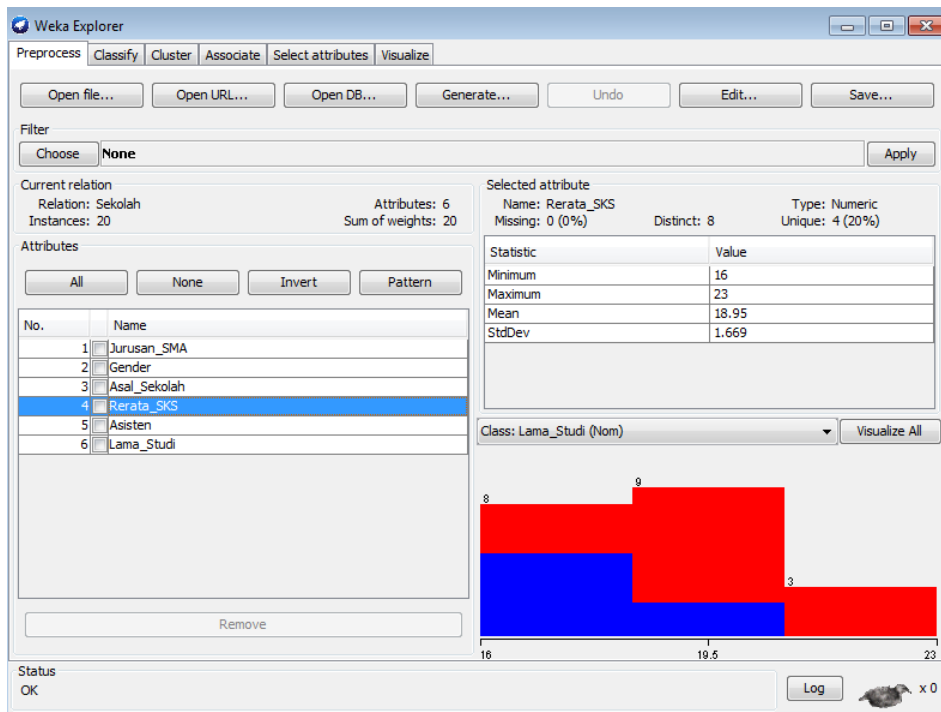 Weka Explorer
Preprocess Classify Cluster Associate Select attributes Visualize
Open file... Open URL... Open DB... Generate... Undo Edit... Save...
Filter
Choose None Apply
Current relation
Relation: Sekolah Attributes: 6
Instances: 20 Sum of weights: 20
Attributes
All None Invert Pattern
No. Name
1 Jurusan_SMA
2 Gender
3 Asal_Sekolah
4 Rerata_SKS
5 Asisten
6 Lama_Studi
Remove
Selected attribute
Name: Rerata_SKS Type: Numeric
Missing: 0 (0%) Distinct: 8 Unique: 4 (20%)
Statistic Value
Minimum 16
Maximum 23
Mean 18.95
StdDev 1.669
Class: Lama_Studi (Nom) Visualize All
8 9 3
16 19.5 23
Status
OK Log x 0